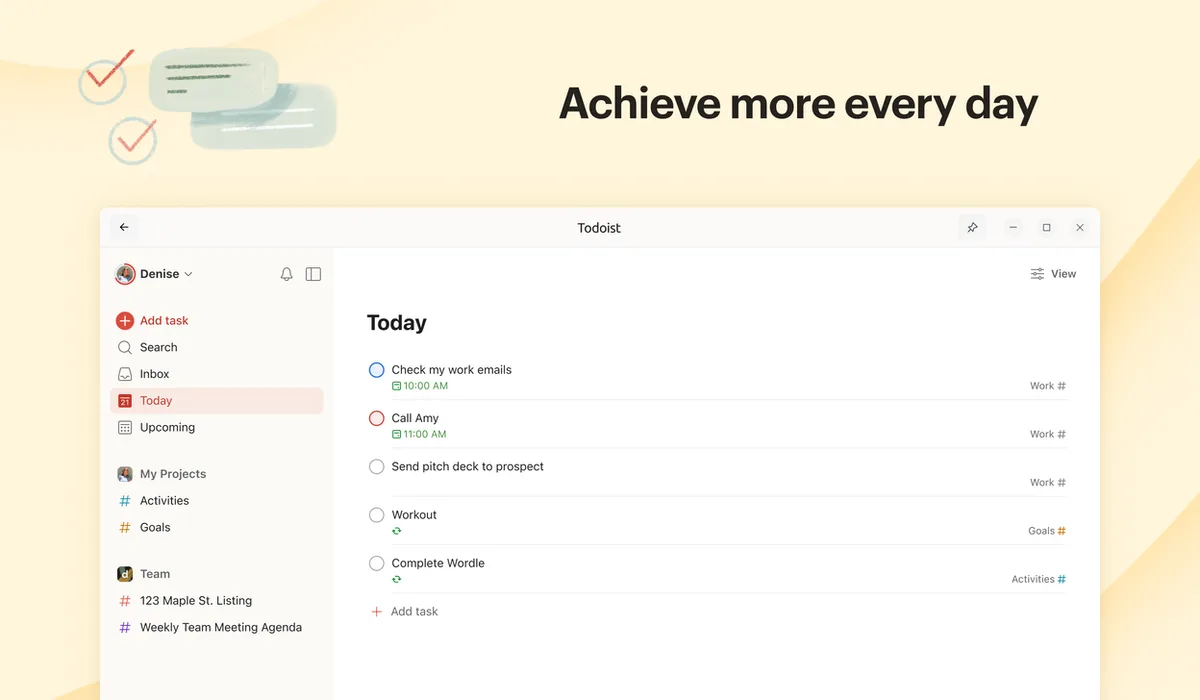 Achieve more every day
Todoist
Denise
View
Add task
Search
Inbox
21 Today
Upcoming
My Projects
# Activities
# Goals
d Team
# 123 Maple St. Listing
# Weekly Team Meeting Agenda
Today
Check my work emails
10:00 AM
Work #
Call Amy
11:00 AM
Work #
Send pitch deck to prospect
Work #
Workout
Goals #
Complete Wordle
Activities #
+ Add task